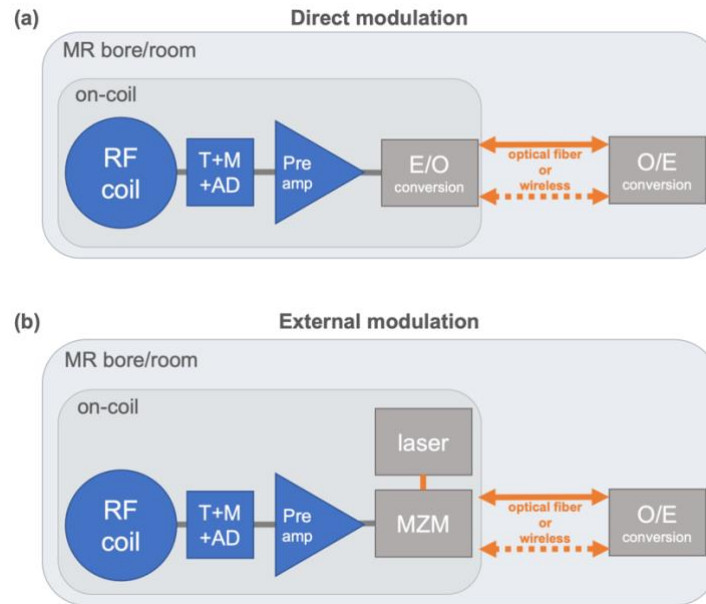 (a)
Direct modulation
MR bore/room
on-coil
RF
coil
T+M
+AD
Pre
amp
E/O
conversion
optical fiber
or
wireless
O/E
conversion
(b)
External modulation
MR bore/room
on-coil
laser
RF
coil
T+M
+AD
Pre
amp
MZM
optical fiber
or
wireless
O/E
conversion